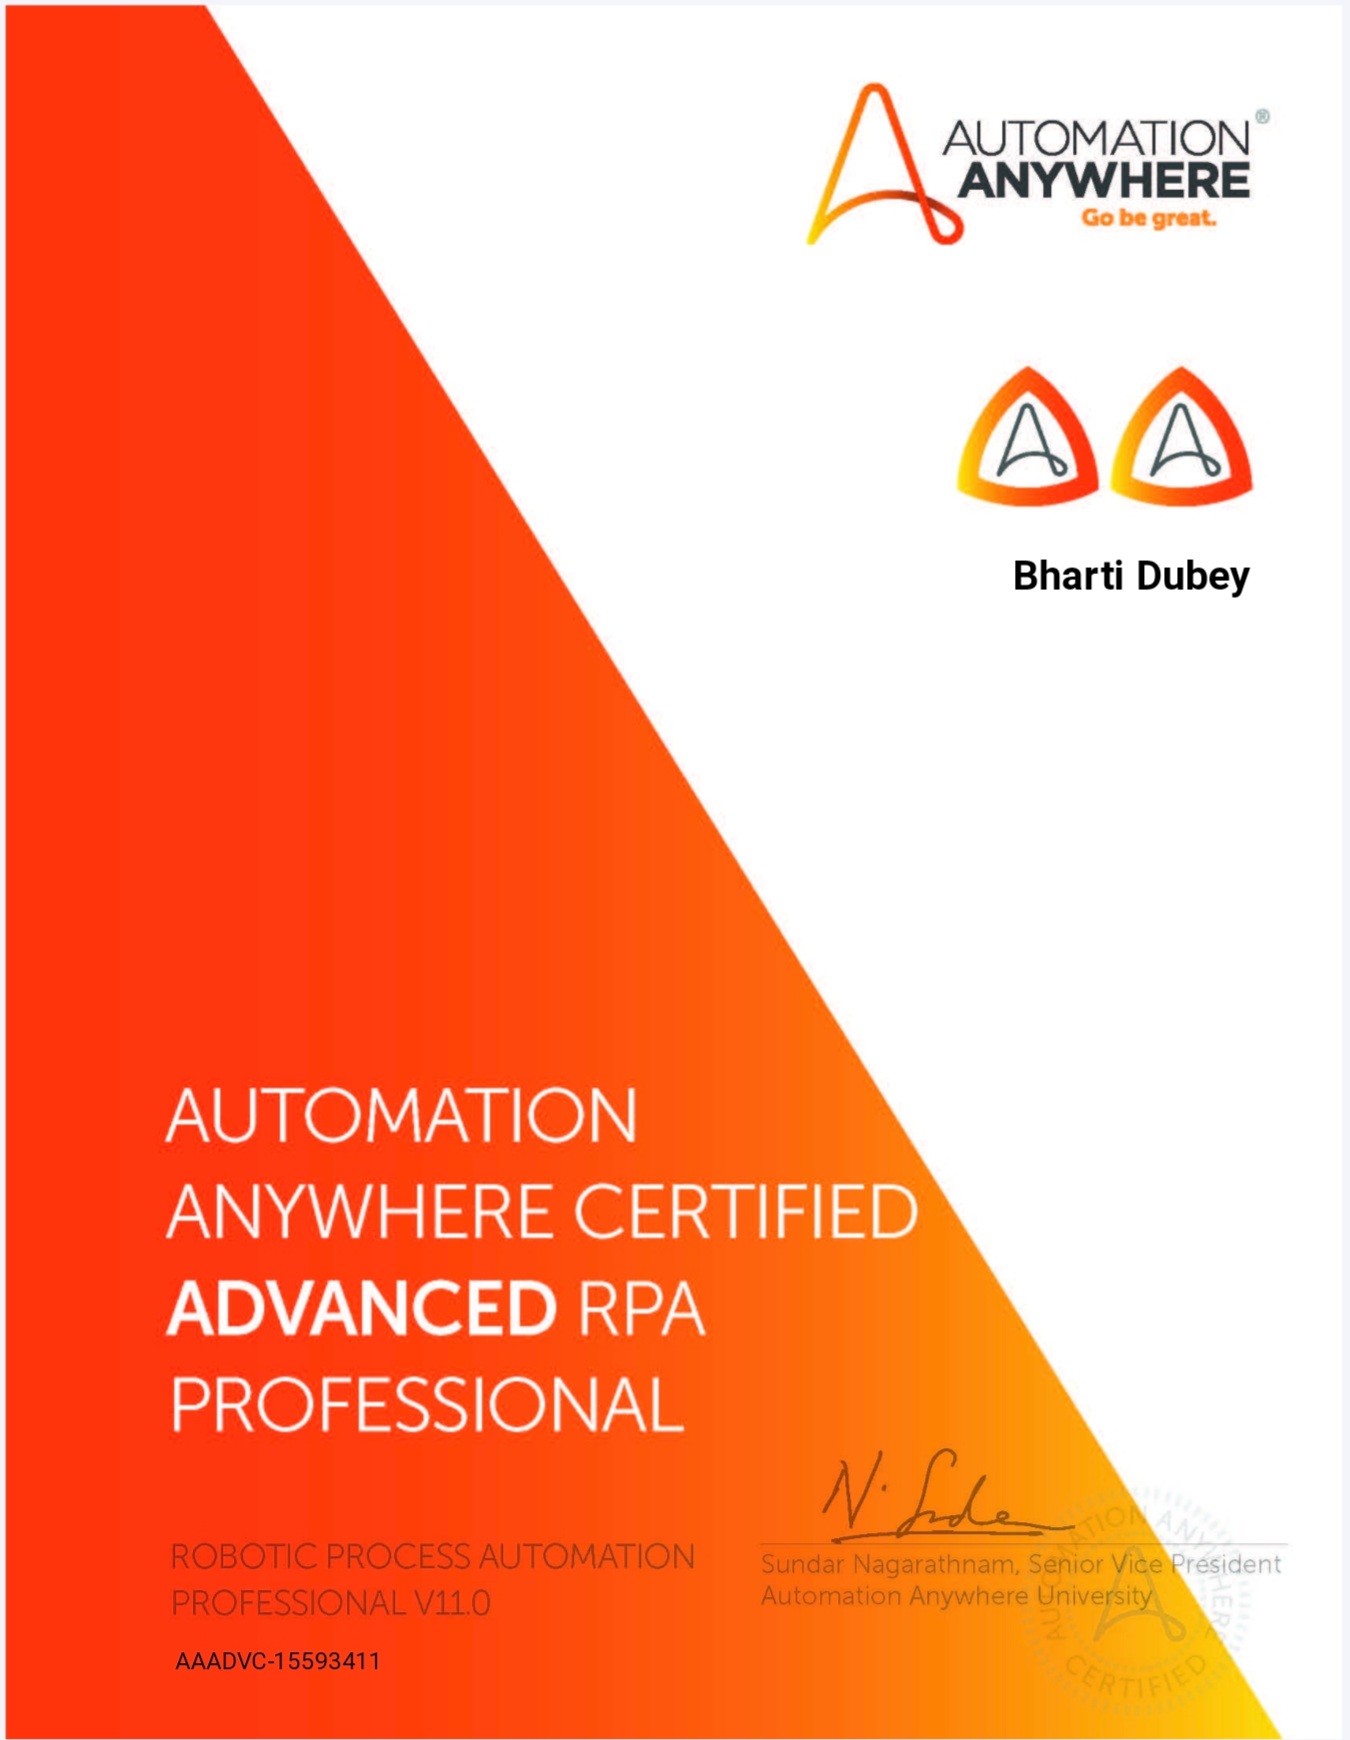 AUTOMATION®
ANYWHERE
Go be great.
Bharti Dubey
AUTOMATION
ANYWHERE CERTIFIED
ADVANCED RPA
PROFESSIONAL
N. Sunder
ROBOTIC PROCESS AUTOMATION
PROFESSIONAL V11.0
AAADVC-15593411
Sundar Nagarathnam, Senior Vice President
Automation Anywhere University
AUTOMATION ANYWHERE
CERTIFIED